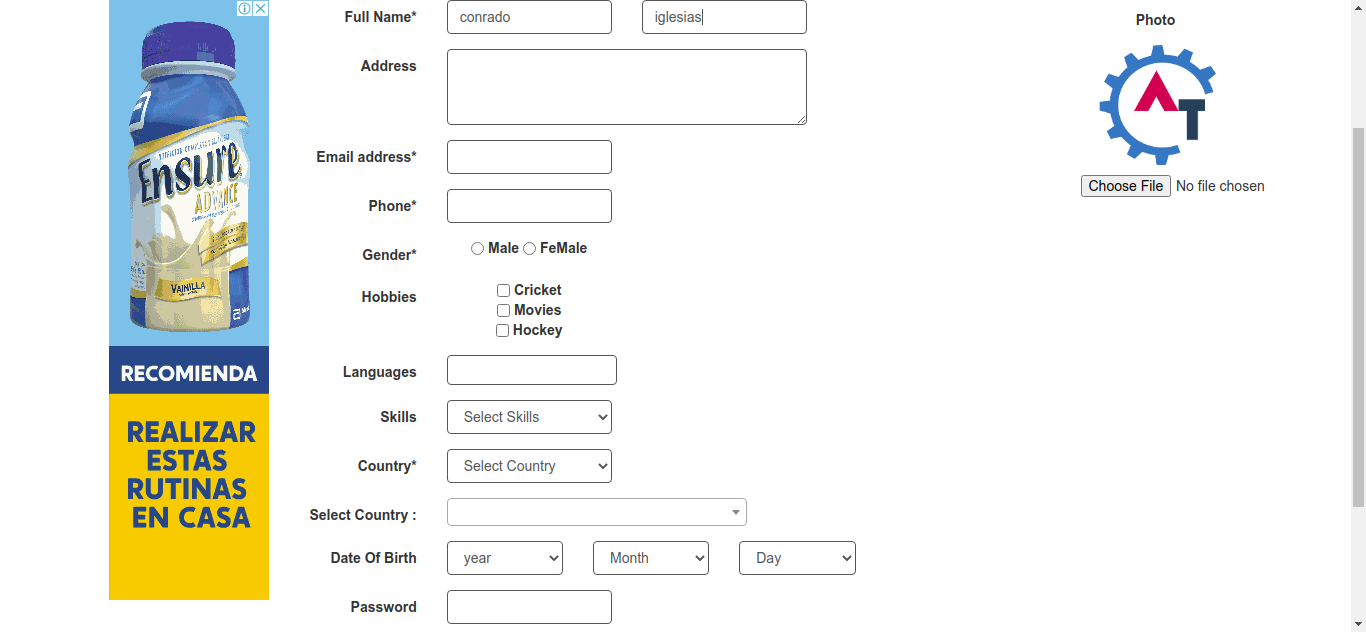 Full Name*
conrado
iglesias
Photo
Address
Email address*
Choose File
No file chosen
Phone*
Gender*
Male
FeMale
Hobbies
Cricket
Movies
Hockey
Languages
Skills
Select Skills
Country*
Select Country
Select Country :
Date Of Birth
year
Month
Day
Password
Ensure
ADVANCE
VAINILLA
RECOMIENDA
REALIZAR
ESTAS
RUTINAS
EN CASA
AT